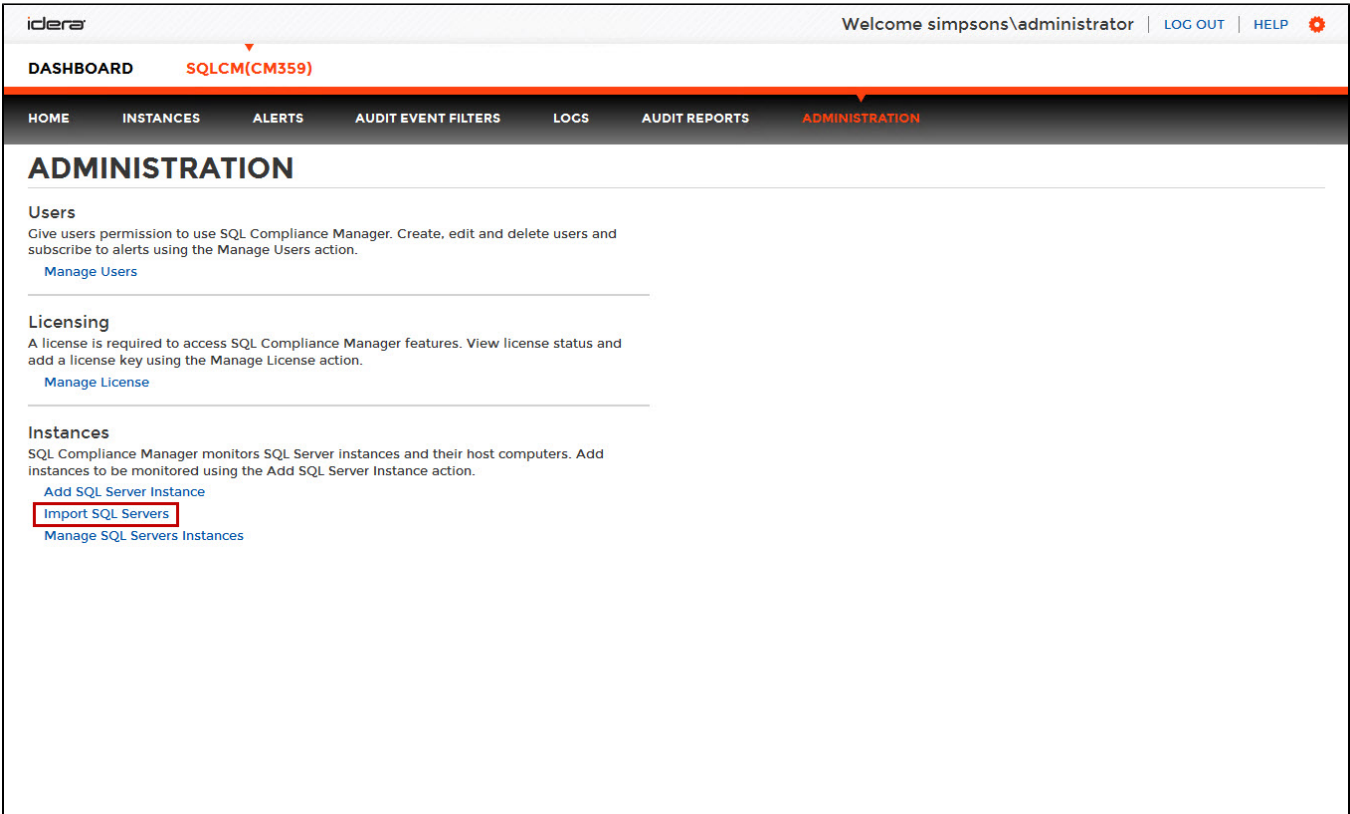 idera
Welcome simpsons\administrator | LOG OUT | HELP
DASHBOARD SQLCM(CM359)
HOME INSTANCES ALERTS AUDIT EVENT FILTERS LOGS AUDIT REPORTS ADMINISTRATION
ADMINISTRATION
Users
Give users permission to use SQL Compliance Manager. Create, edit and delete users and
subscribe to alerts using the Manage Users action.
Manage Users
Licensing
A license is required to access SQL Compliance Manager features. View license status and
add a license key using the Manage License action.
Manage License
Instances
SQL Compliance Manager monitors SQL Server instances and their host computers. Add
instances to be monitored using the Add SQL Server Instance action.
Add SQL Server Instance
Import SQL Servers
Manage SQL Servers Instances